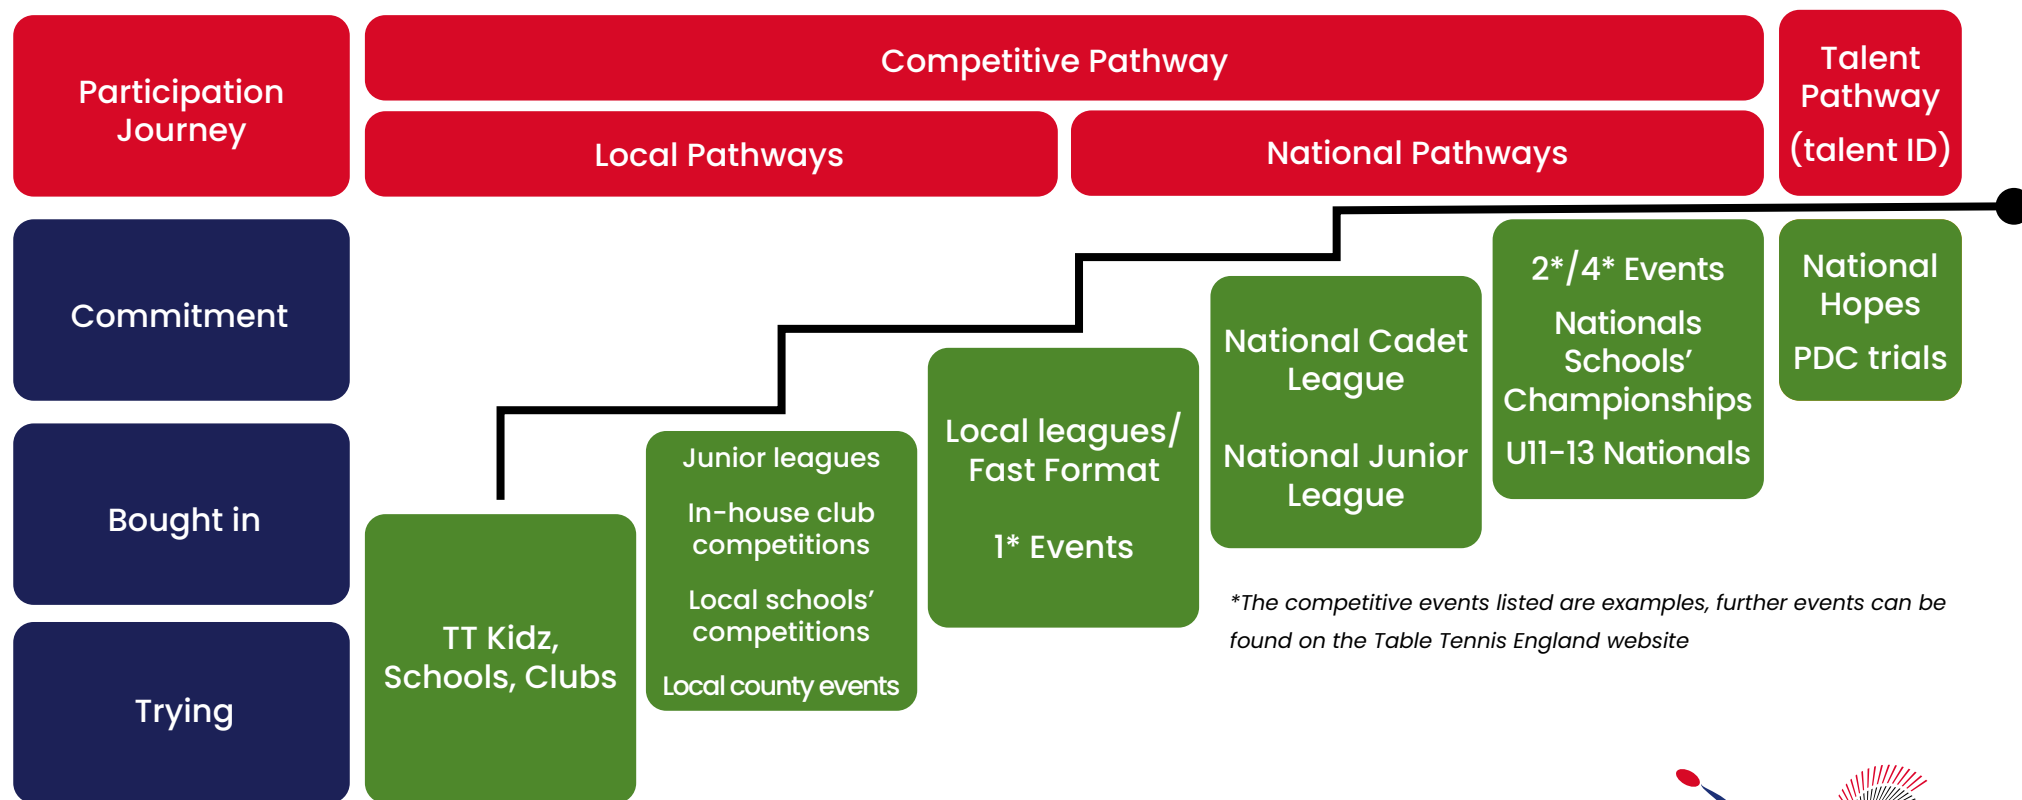 Participation
Journey
Competitive Pathway
Local Pathways
National Pathways
Talent
Pathway
(talent ID)
Commitment
Bought in
Trying
TT Kidz,
Schools, Clubs
Junior leagues
In-house club
competitions
Local schools’
competitions
Local county events
Local leagues/
Fast Format
1* Events
National Cadet
League
National Junior
League
2*/4* Events
Nationals
Schools’
Championships
U11-13 Nationals
National
Hopes
PDC trials
*The competitive events listed are examples, further events can be
found on the Table Tennis England website